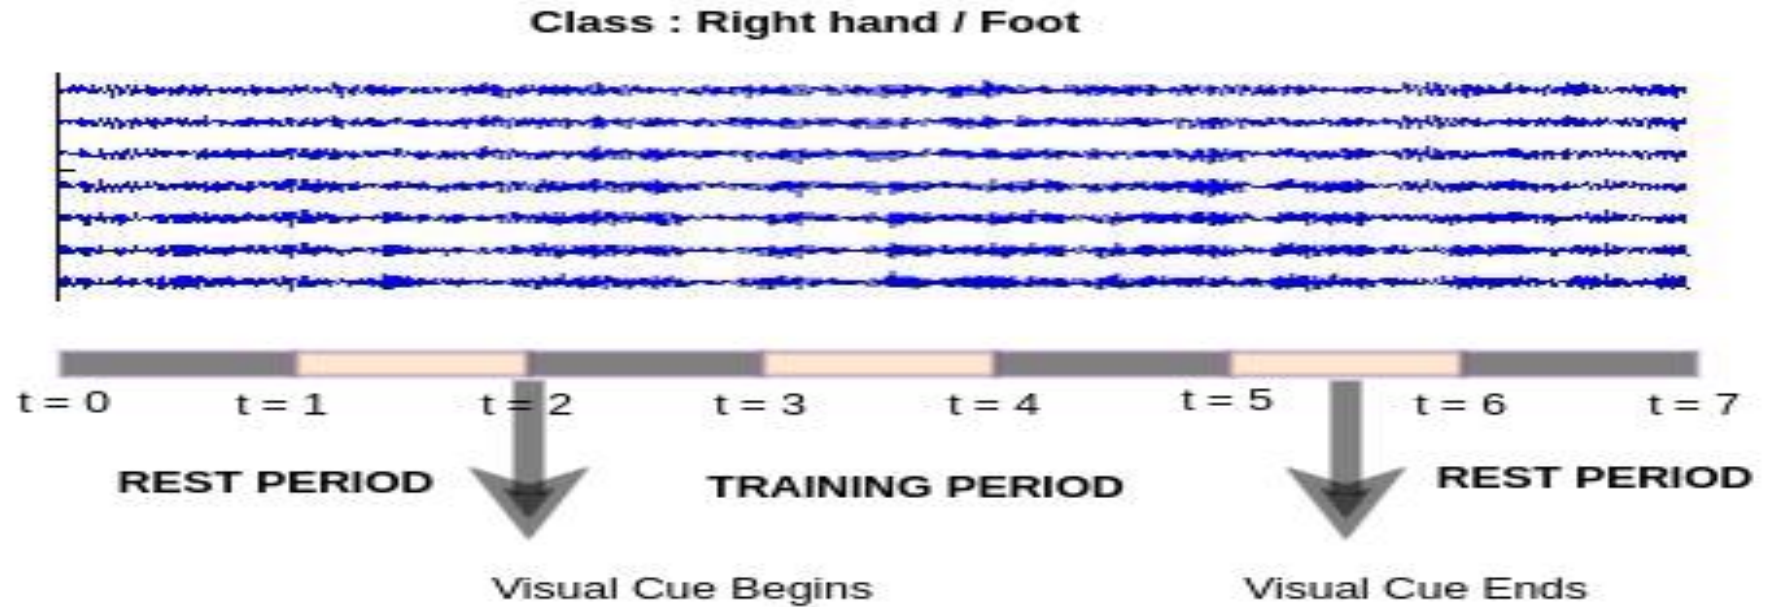 Class : Right hand / Foot
t = 0 t = 1 t = 2 t = 3 t = 4 t = 5 t = 6 t = 7
REST PERIOD TRAINING PERIOD REST PERIOD
Visual Cue Begins Visual Cue Ends